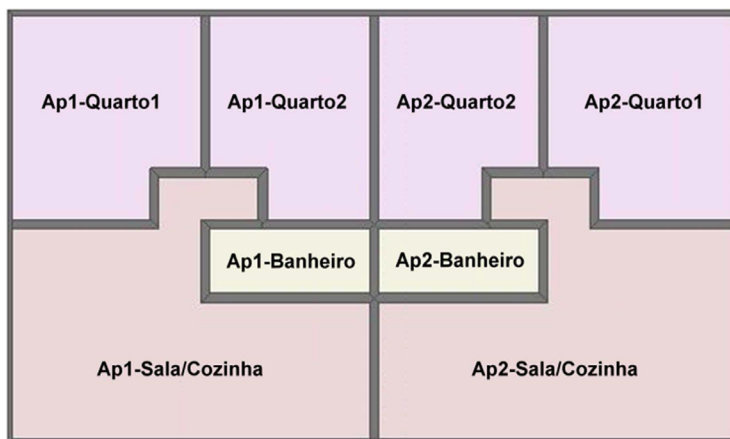 Ap1-Quarto1
Ap1-Quarto2
Ap2-Quarto2
Ap2-Quarto1
Ap1-Banheiro
Ap2-Banheiro
Ap1-Sala/Cozinha
Ap2-Sala/Cozinha